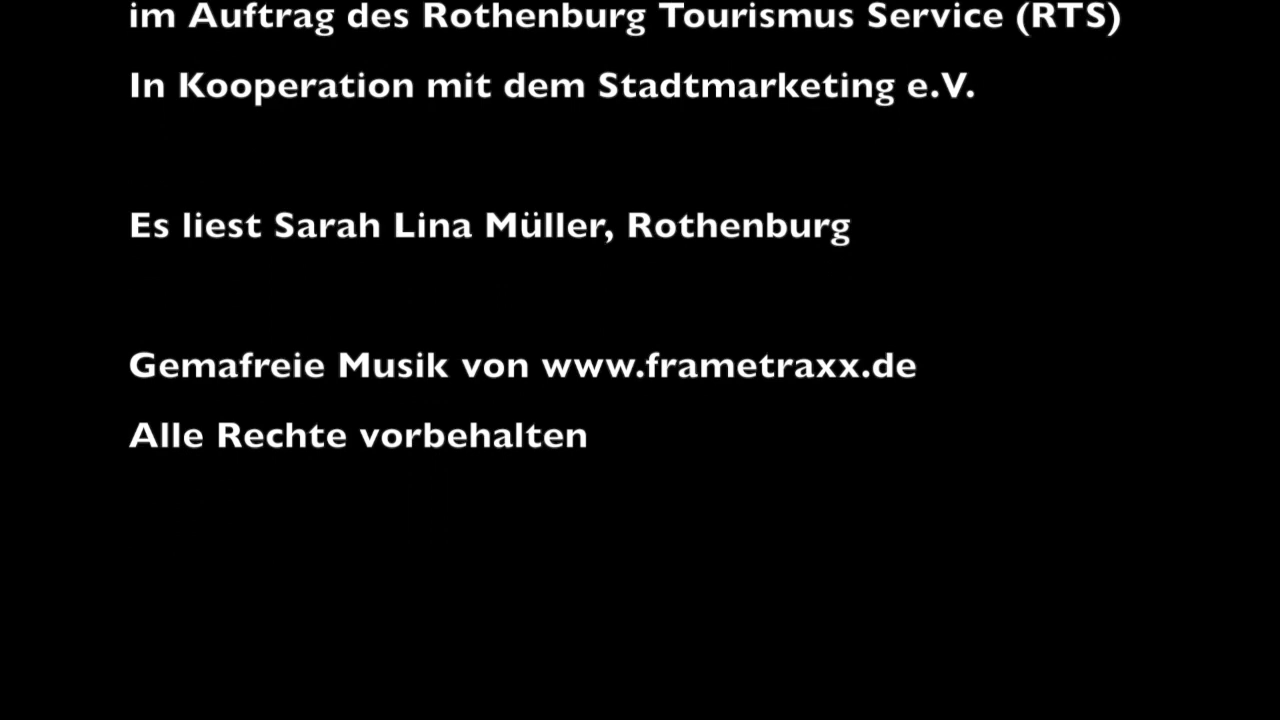 im Auftrag des Rothenburg Tourismus Service (RTS)
In Kooperation mit dem Stadtmarketing e.V.
Es liest Sarah Lina Müller, Rothenburg
Gemafreie Musik von www.frametraxx.de
Alle Rechte vorbehalten